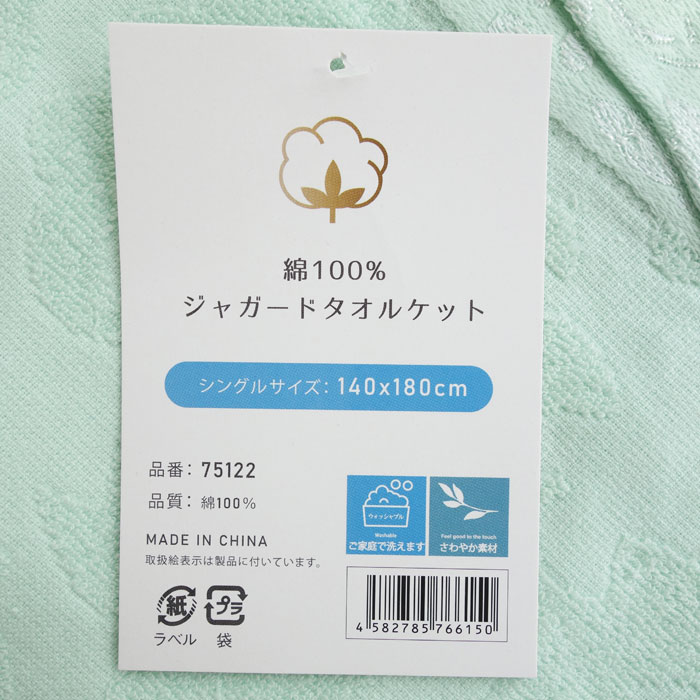 綿100%
ジャガードタオルケット
シングルサイズ：140x180cm
品番：75122
品質：綿100%
ウォッシャブル
Washable
ご家庭で洗えます
Feel good to the touch
さわやか素材
MADE IN CHINA
取扱絵表示は製品に付いています。
紙
ラベル
プラ
袋
4 582785 766150